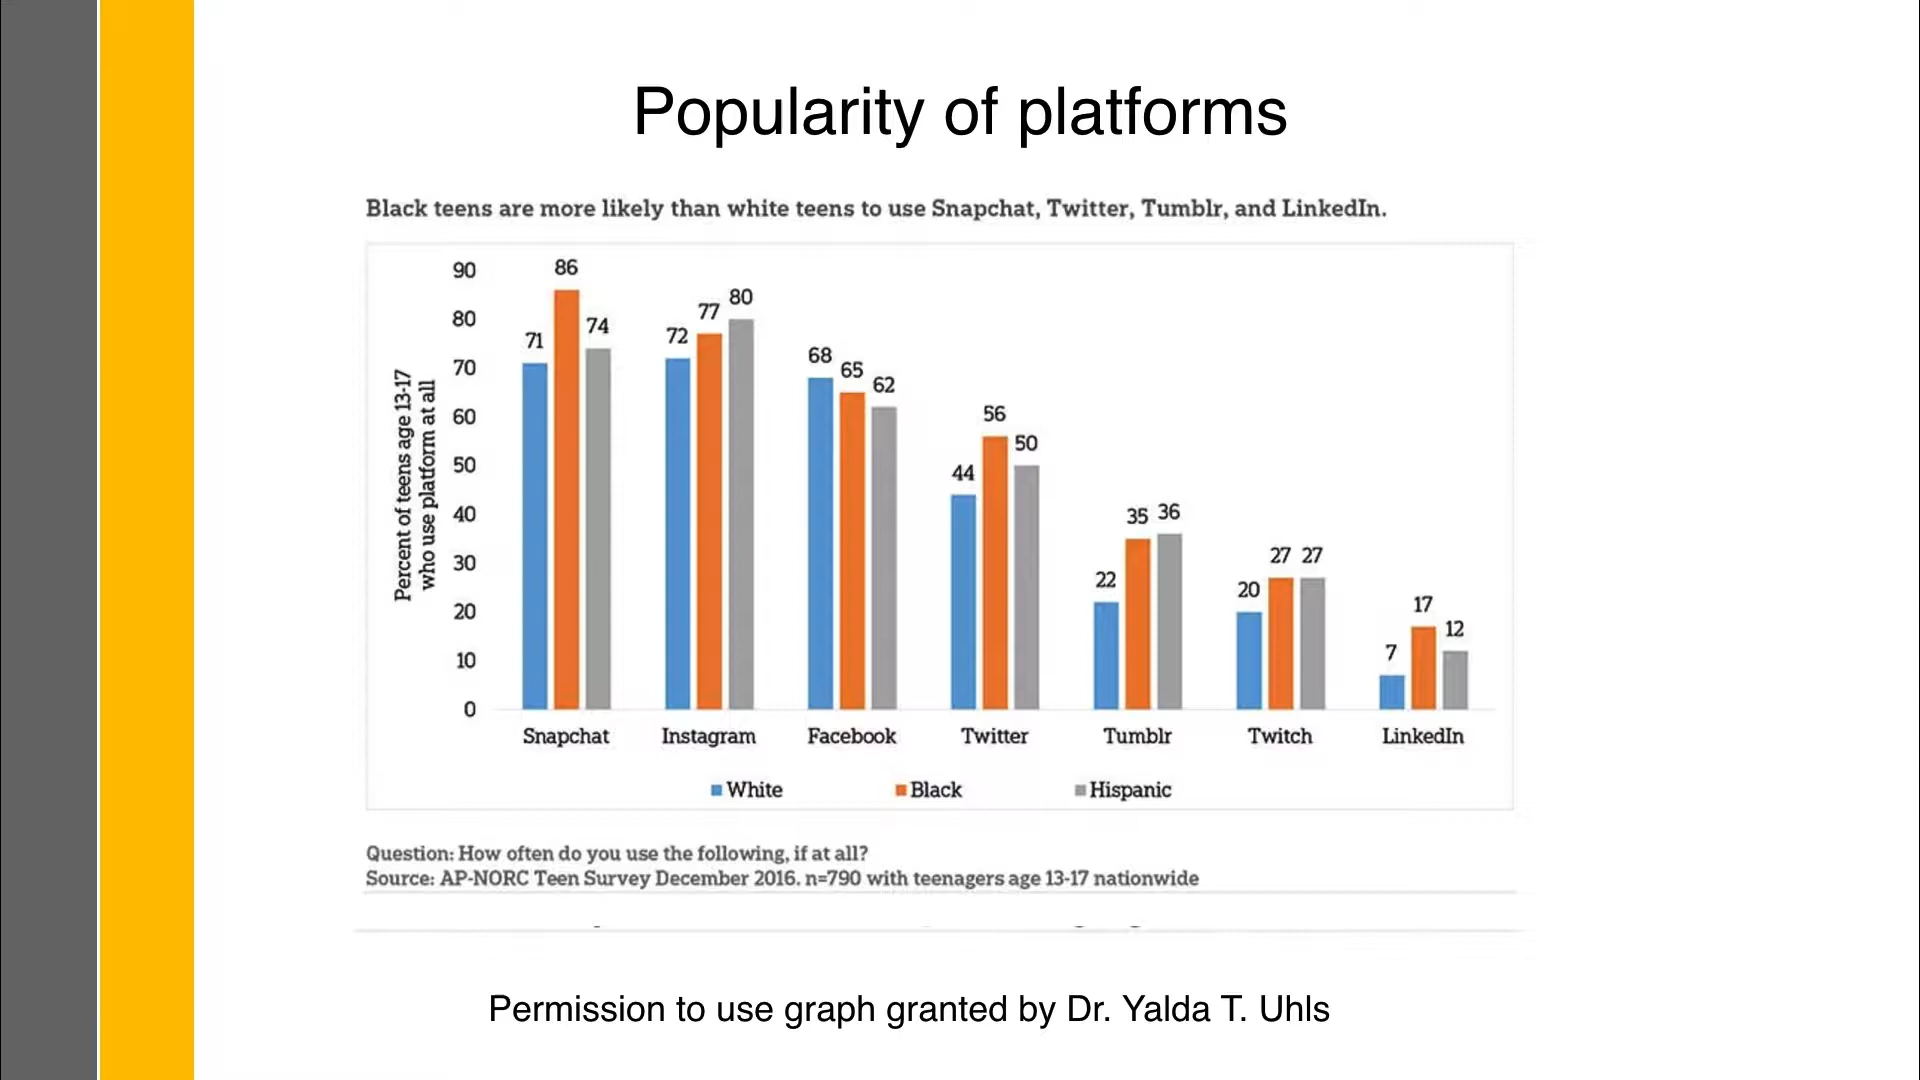 Popularity of platforms
Black teens are more likely than white teens to use Snapchat, Twitter, Tumblr, and LinkedIn.
Percent of teens age 13-17
who use platform at all
90
80
70
60
50
40
30
20
10
0
71 86 74
72 77 80
68 65 62
44 56 50
22 35 36
20 27 27
7 17 12
Snapchat Instagram Facebook Twitter Tumblr Twitch LinkedIn
White Black Hispanic
Question: How often do you use the following, if at all?
Source: AP-NORC Teen Survey December 2016. n=790 with teenagers age 13-17 nationwide
Permission to use graph granted by Dr. Yalda T. Uhls